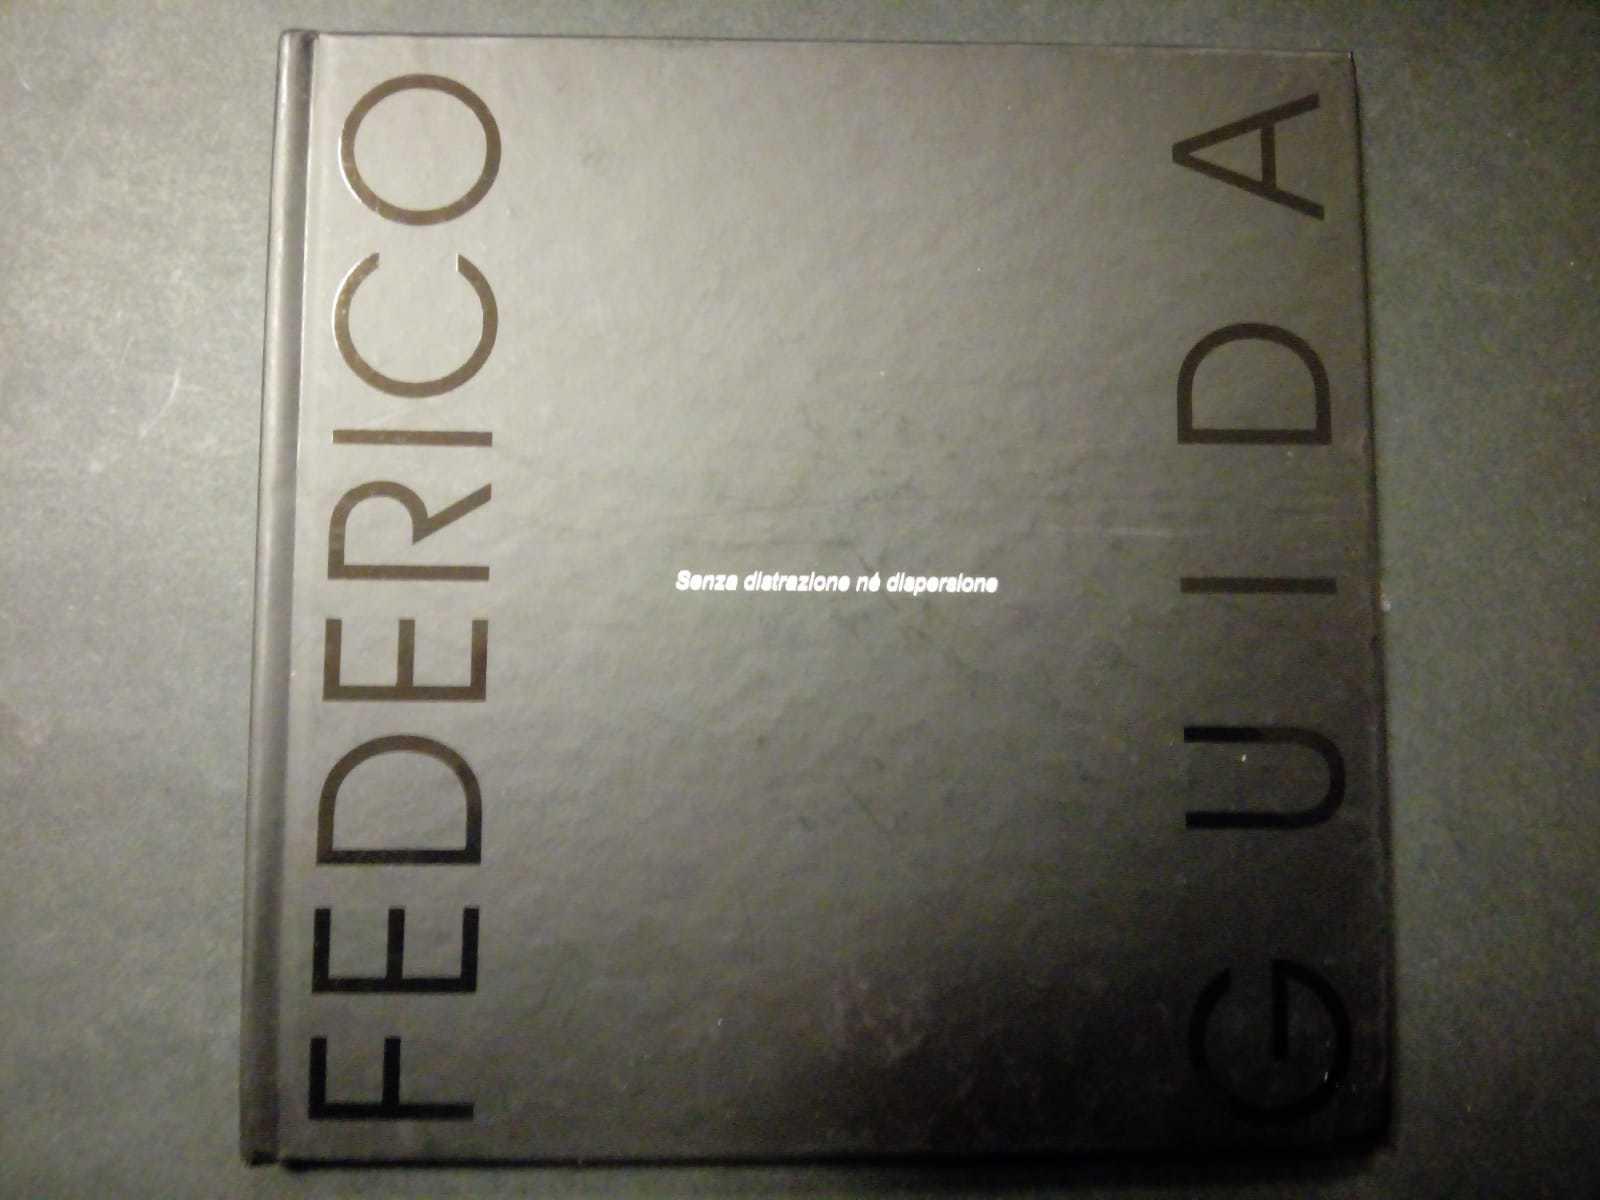 FEDERICO
Senza distrazione né dispersione
GUIDA